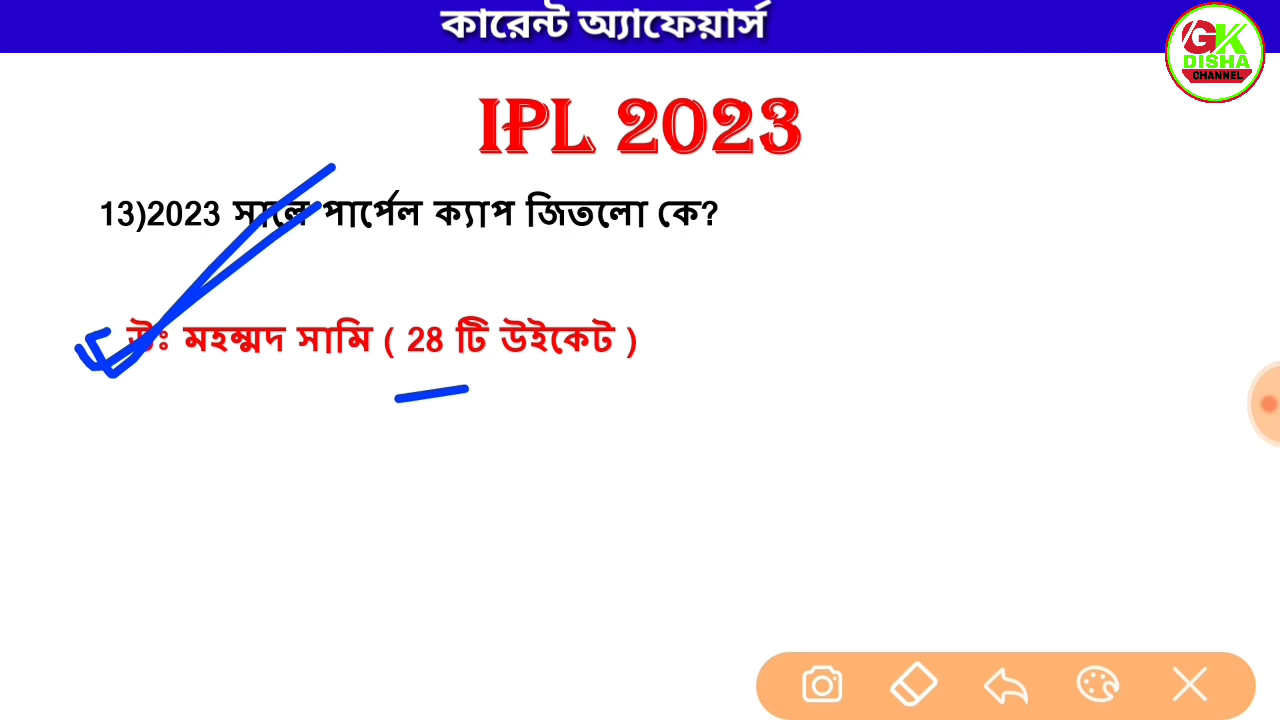 কারেন্ট অ্যাফেয়ার্স
GK
DISHA
CHANNEL
IPL 2023
13)2023 সালে পার্পেল ক্যাপ জিতলো কে?
উঃ মহম্মদ সামি ( 28 টি উইকেট )